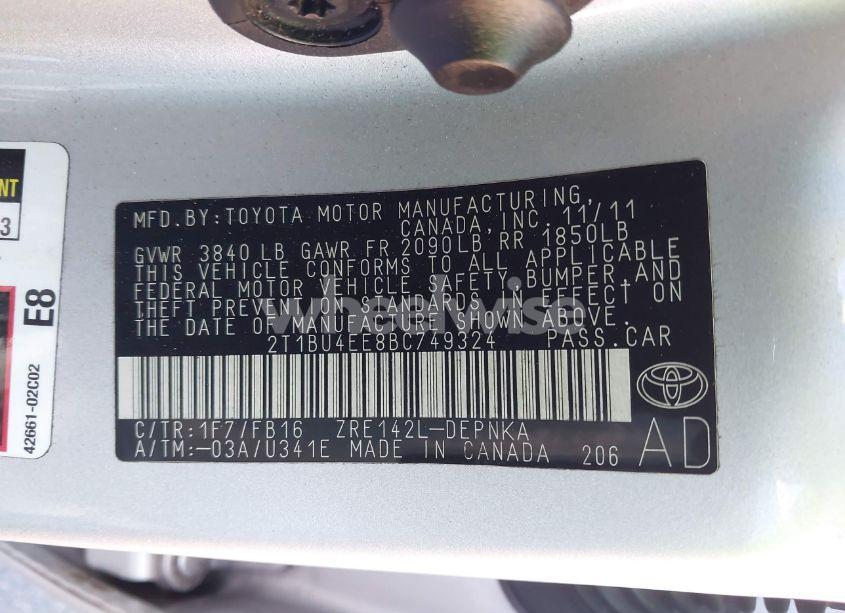 MFD.BY:TOYOTA MOTOR MANUFACTURING,
CANADA,INC. 11/11
GVWR 3840 LB GAWR FR 2090LB RR 1850LB
THIS VEHICLE CONFORMS TO ALL APPLICABLE
FEDERAL MOTOR VEHICLE SAFETY,BUMPER,AND
THEFT PREVENTION STANDARDS IN EFFECT ON
THE DATE OF MANUFACTURE SHOWN ABOVE.
2T1BU4EE8BC749324 PASS.CAR
C/TR:1F7/FB16 ZRE142L-DEPNKA
A/TM:-03A/U341E MADE IN CANADA 206
AD
NT
3
E8
42661-02C02
wheelwise